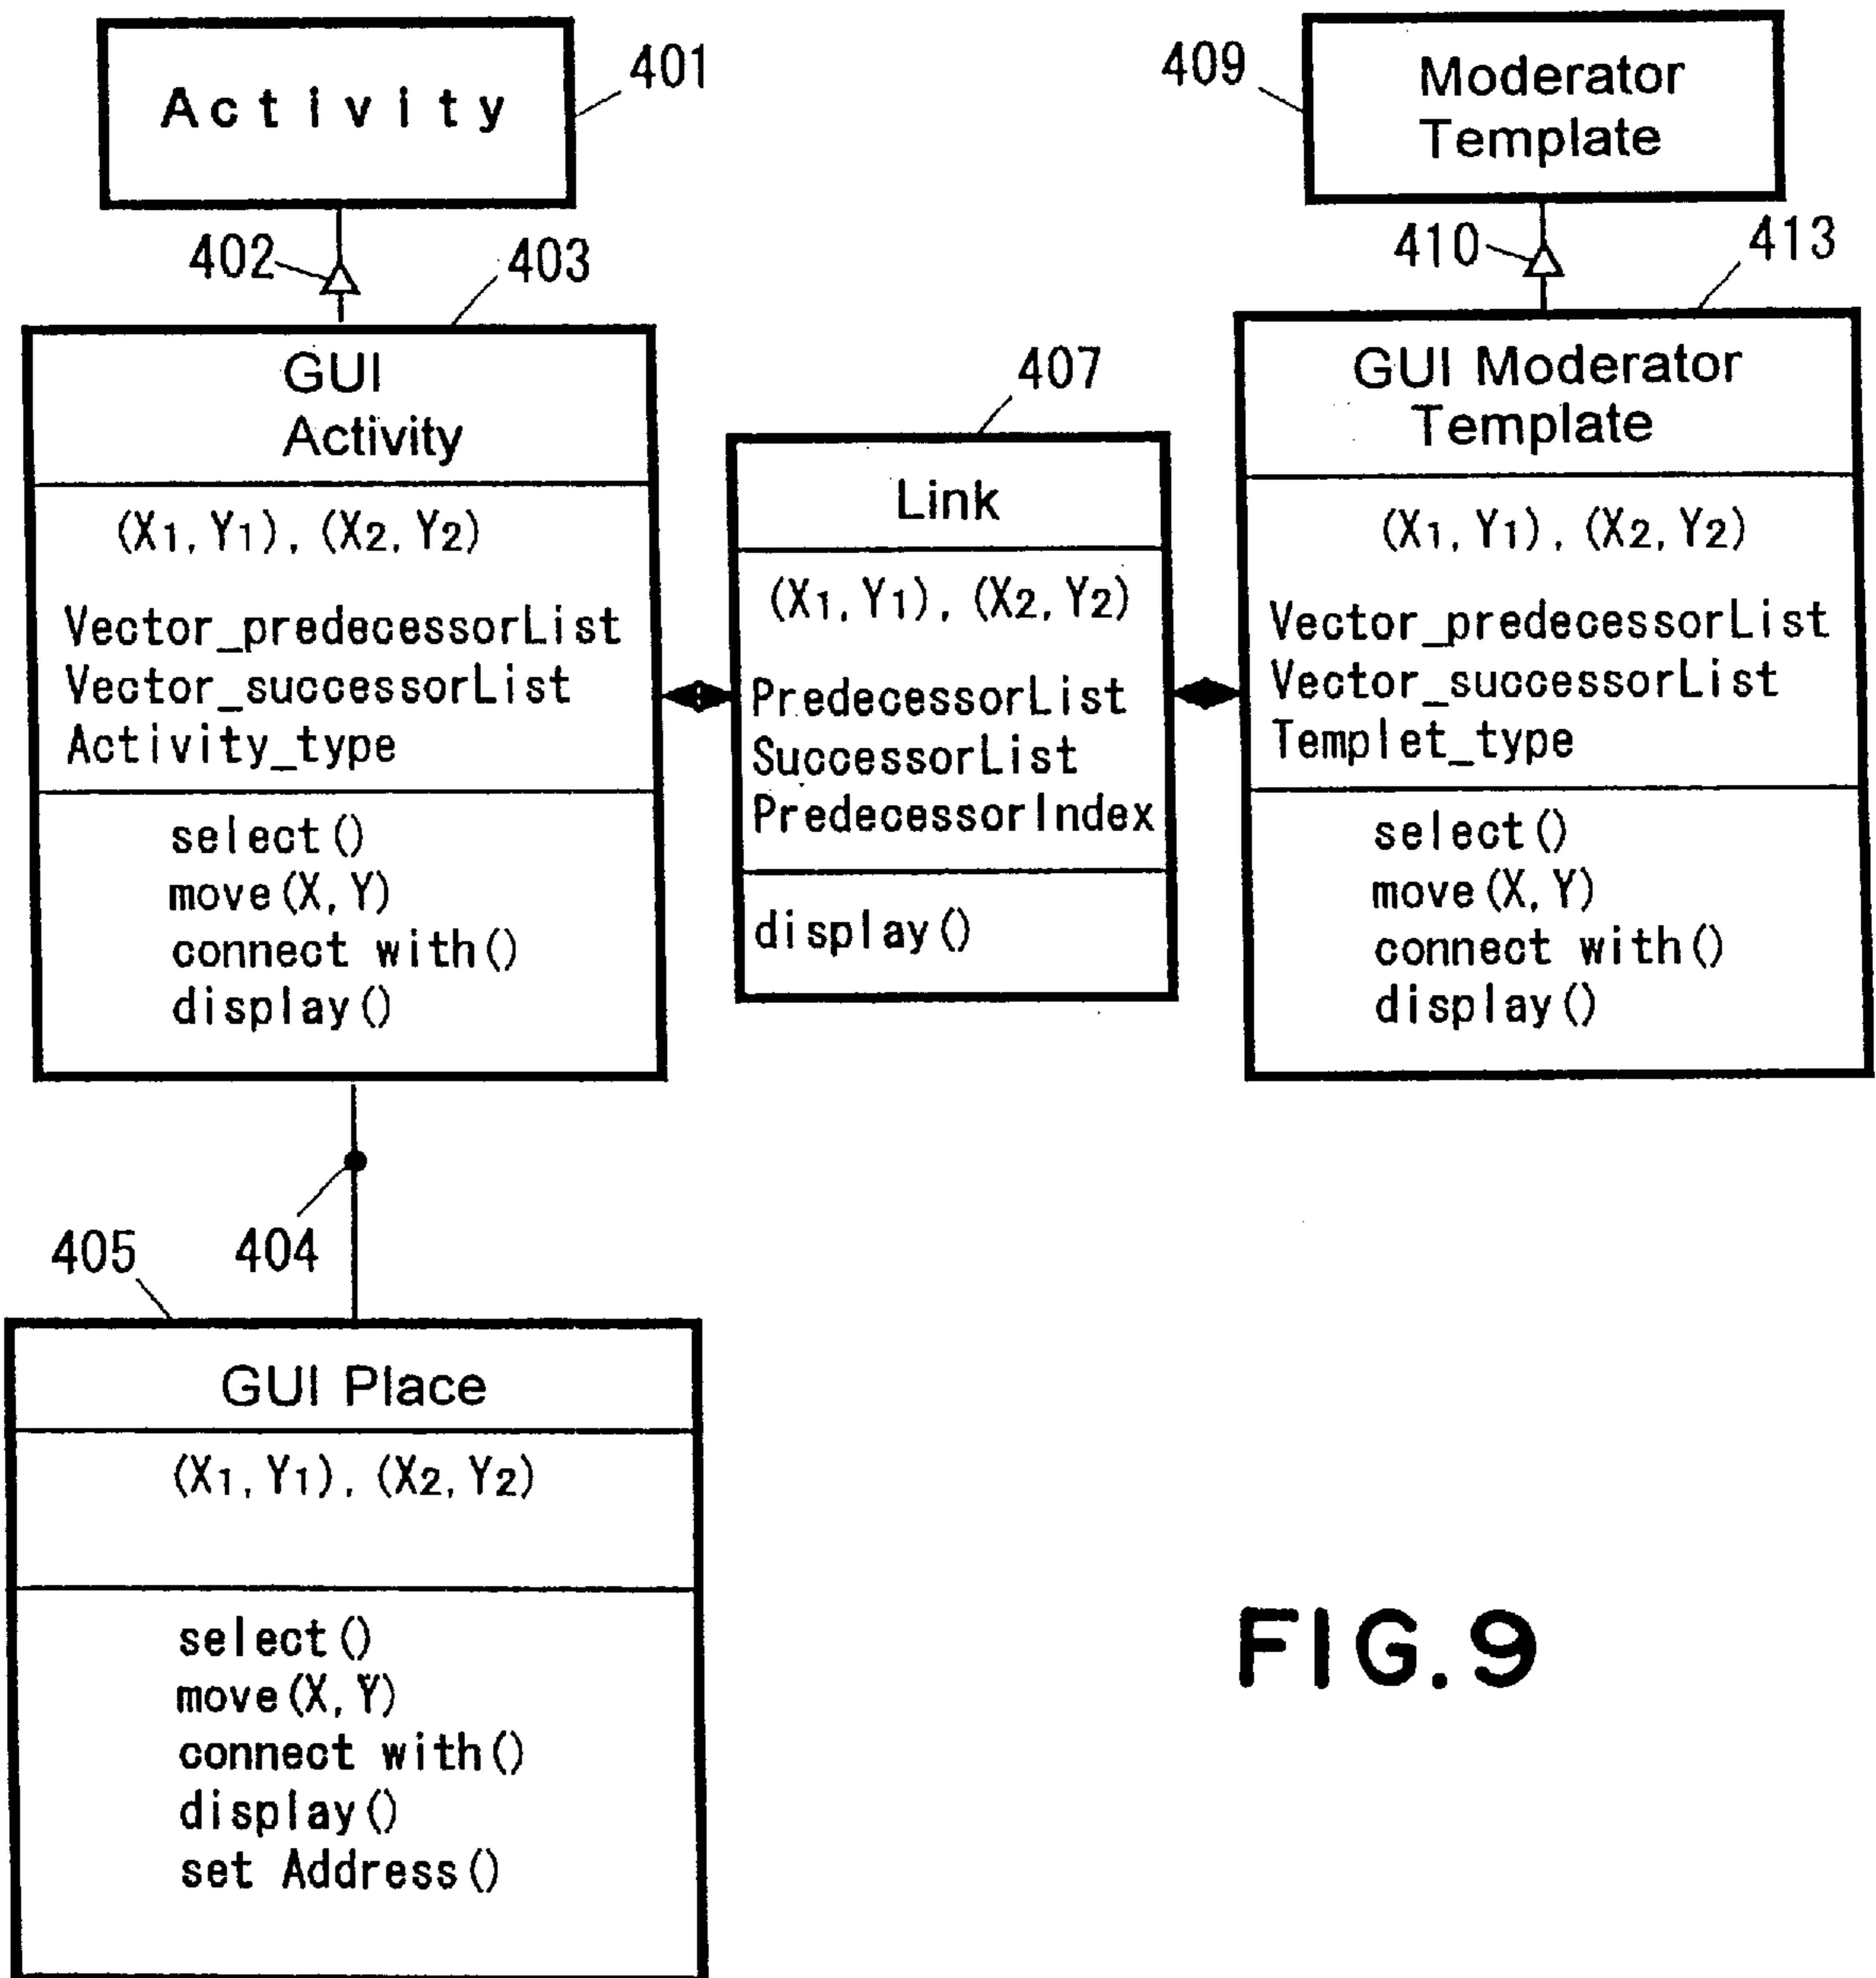 Activity
401
402
403
GUI
Activity
(X1, Y1), (X2, Y2)
Vector_predecessorList
Vector_successorList
Activity_type
select()
move(X, Y)
connect with()
display()
407
Link
(X1, Y1), (X2, Y2)
PredecessorList
SuccessorList
PredecessorIndex
display()
409
Moderator
Template
410
413
GUI Moderator
Template
(X1, Y1), (X2, Y2)
Vector_predecessorList
Vector_successorList
Templet_type
select()
move(X, Y)
connect with()
display()
404
405
GUI Place
(X1, Y1), (X2, Y2)
select()
move(X, Y)
connect with()
display()
set Address()
FIG. 9